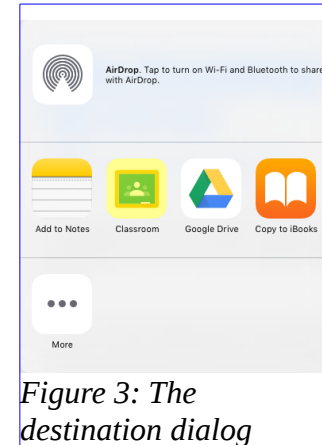 AirDrop. Tap to turn on Wi-Fi and Bluetooth to share
with AirDrop.
Add to Notes Classroom Google Drive Copy to iBooks
More
Figure 3: The
destination dialog